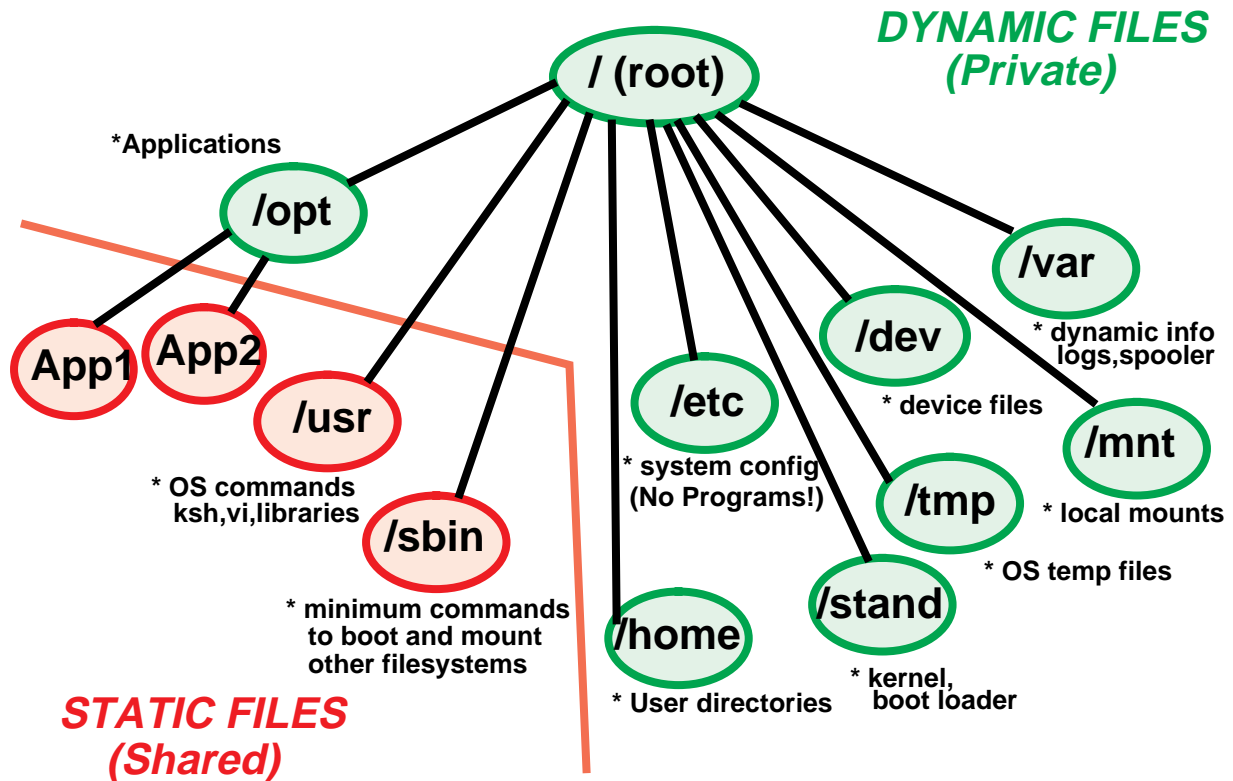 DYNAMIC FILES
(Private)
/ (root)
*Applications
/opt
/var
* dynamic info
logs,spooler
App1
App2
/dev
* device files
/usr
* OS commands
ksh,vi,libraries
/etc
* system config
(No Programs!)
/mnt
* local mounts
/tmp
* OS temp files
/sbin
* minimum commands
to boot and mount
other filesystems
/home
* User directories
/stand
* kernel,
boot loader
STATIC FILES
(Shared)